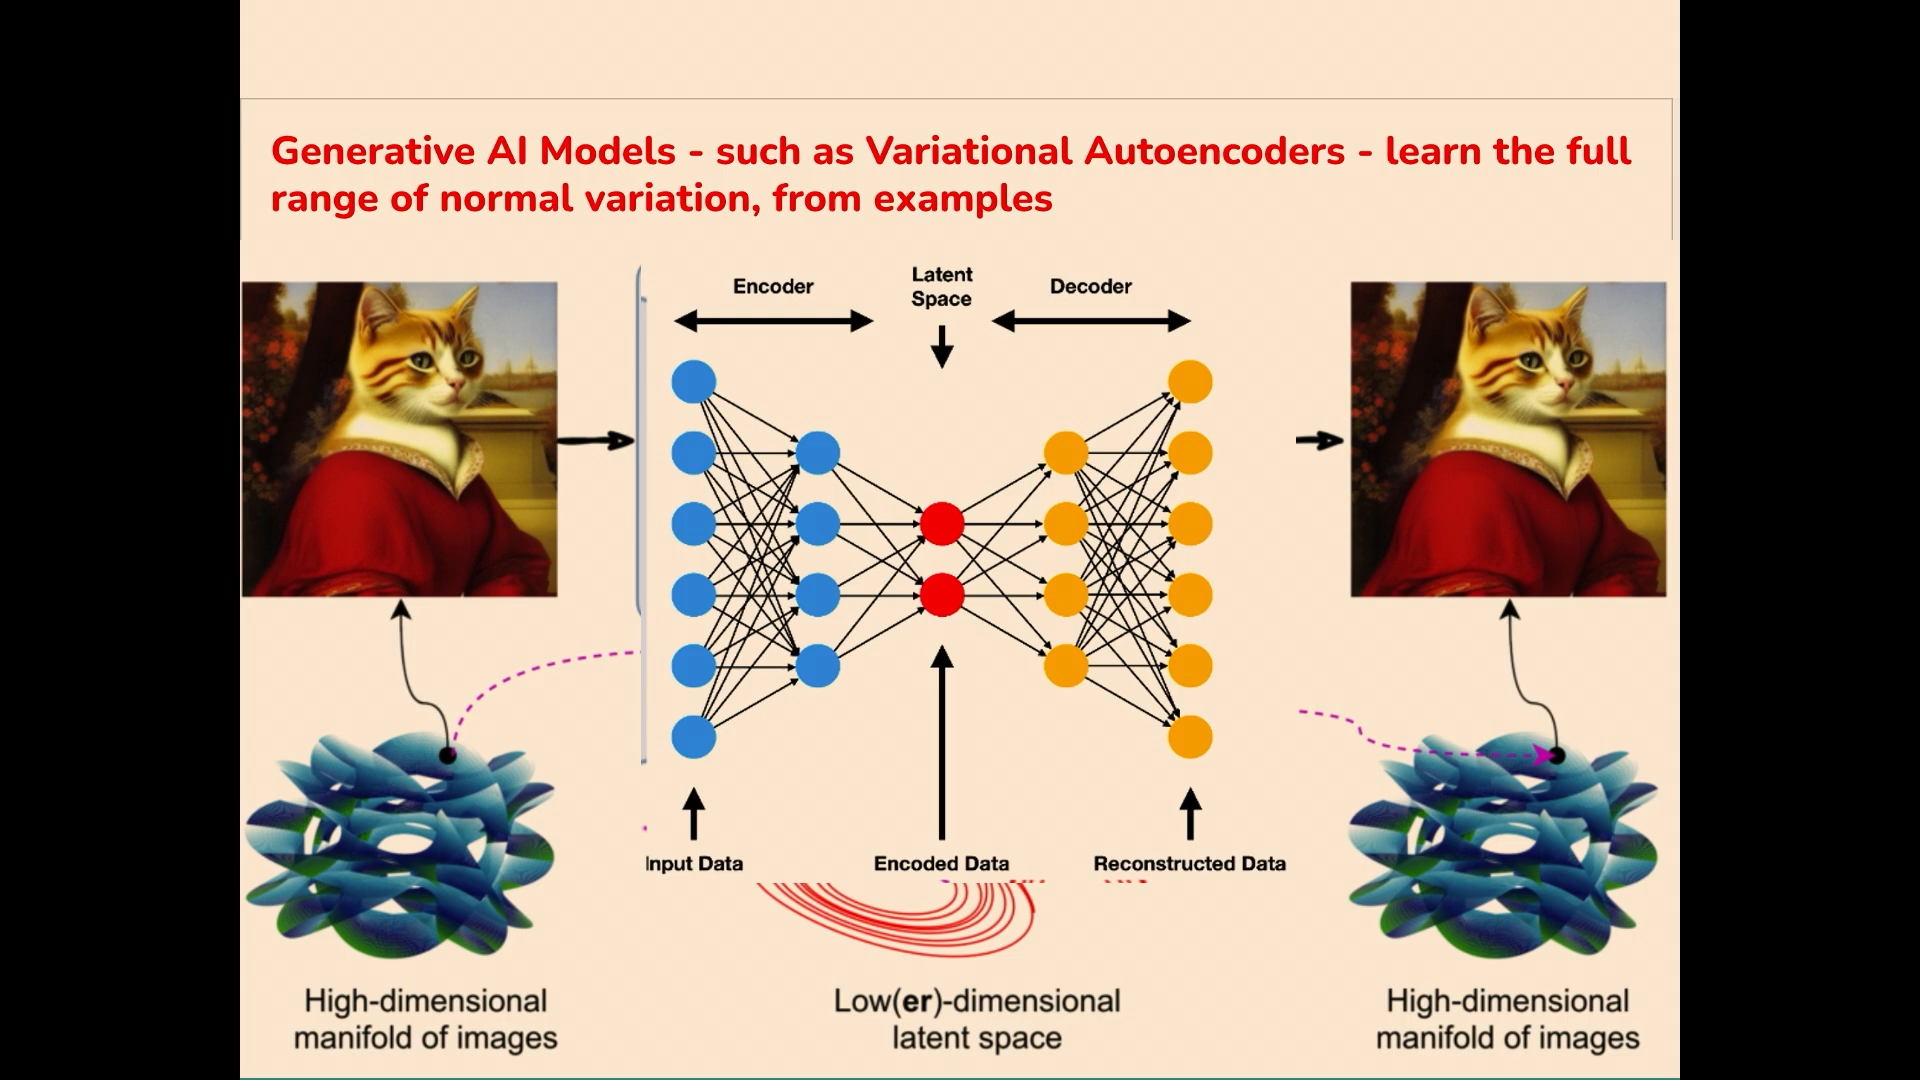 Generative AI Models - such as Variational Autoencoders - learn the full
range of normal variation, from examples
Encoder
Latent
Space
Decoder
Input Data
Encoded Data
Reconstructed Data
High-dimensional
manifold of images
Low(er)-dimensional
latent space
High-dimensional
manifold of images